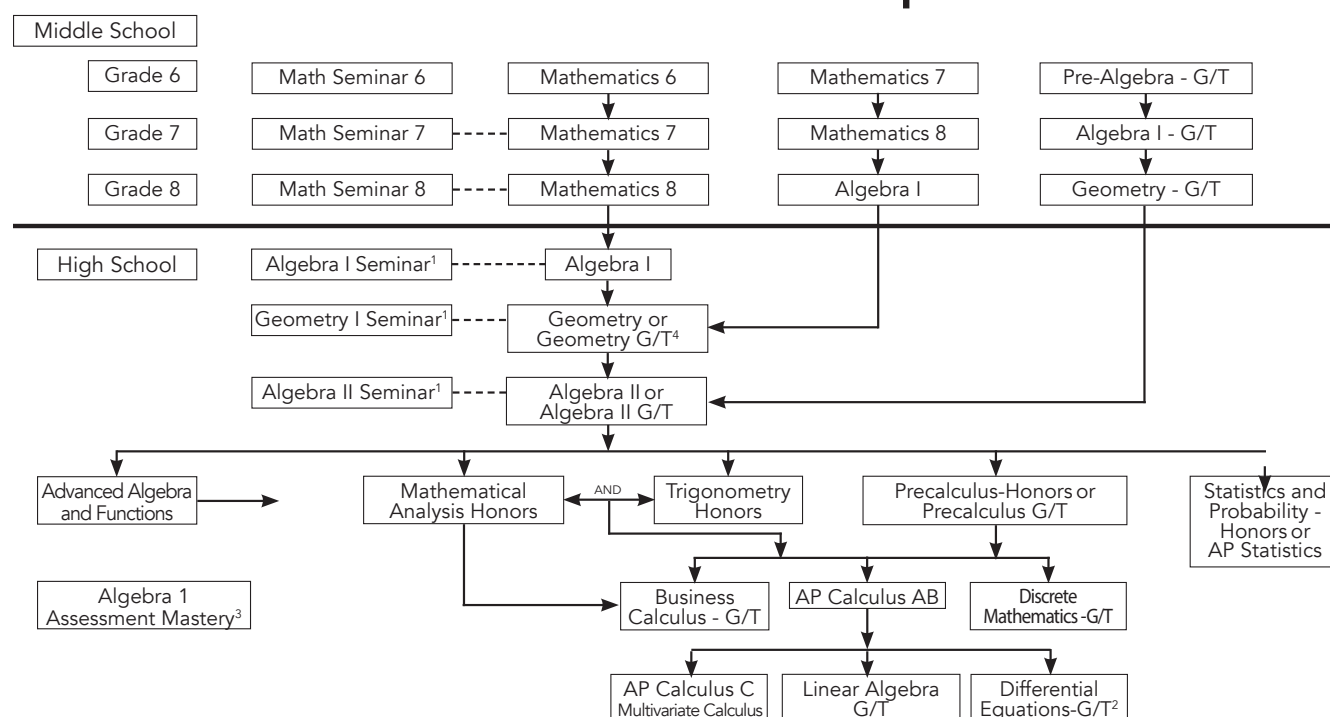 Middle School
Grade 6
Math Seminar 6
Mathematics 6
Mathematics 7
Pre-Algebra - G/T
Grade 7
Math Seminar 7
Mathematics 7
Mathematics 8
Algebra I - G/T
Grade 8
Math Seminar 8
Mathematics 8
Algebra I
Geometry - G/T
High School
Algebra I Seminar¹
Algebra I
Geometry I Seminar¹
Geometry or
Geometry G/T⁴
Algebra II Seminar¹
Algebra II or
Algebra II G/T
Advanced Algebra
and Functions
Mathematical
Analysis Honors
AND
Trigonometry
Honors
Precalculus-Honors or
Precalculus G/T
Statistics and
Probability -
Honors or
AP Statistics
Algebra 1
Assessment Mastery³
Business
Calculus - G/T
AP Calculus AB
Discrete
Mathematics -G/T
AP Calculus C
Multivariate Calculus
Linear Algebra
G/T
Differential
Equations-G/T²